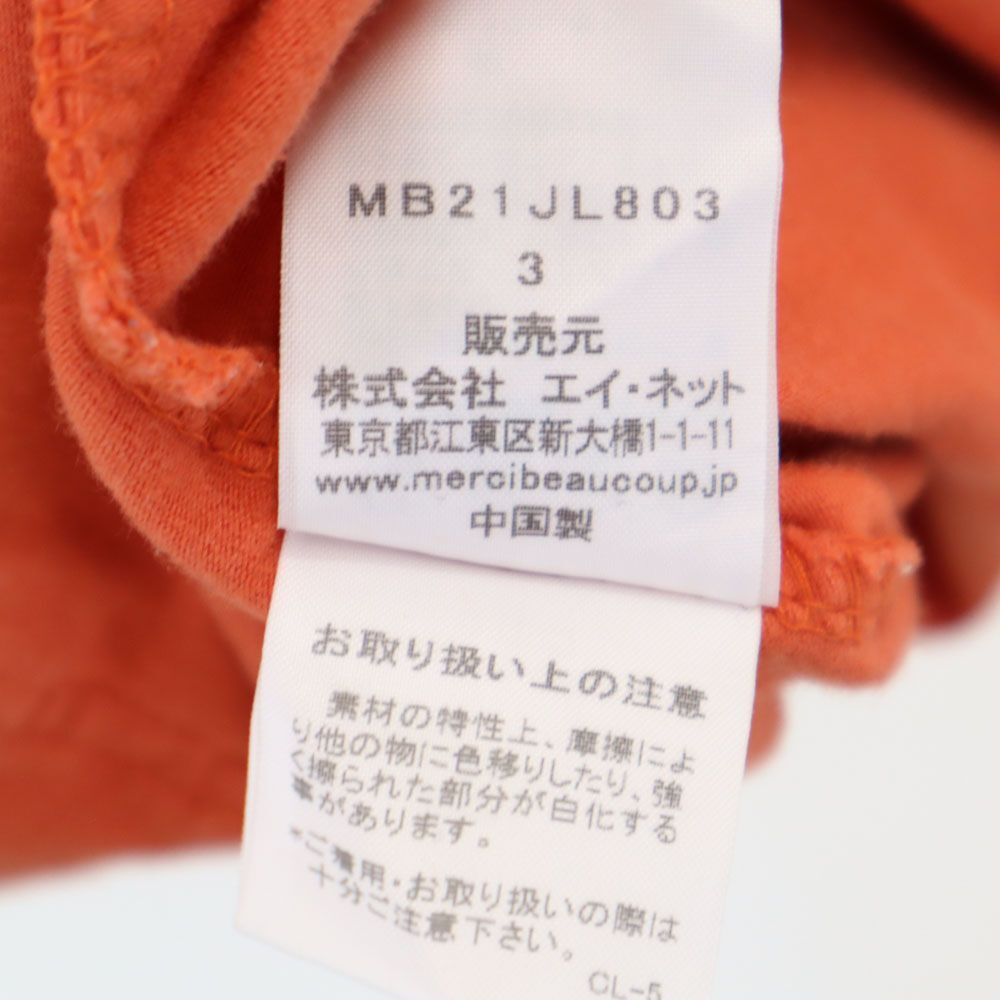 MB21JL803
3
販売元
株式会社 エイ・ネット
東京都江東区新大橋1-1-11
www.mercibeaucoup.jp
中国製
お取り扱い上の注意
素材の特性上、摩擦によ
り他の物に色移りしたり、強
く擦られた部分が白化する
事があります。
*ご着用・お取り扱いの際は
十分ご注意下さい。
CL-5